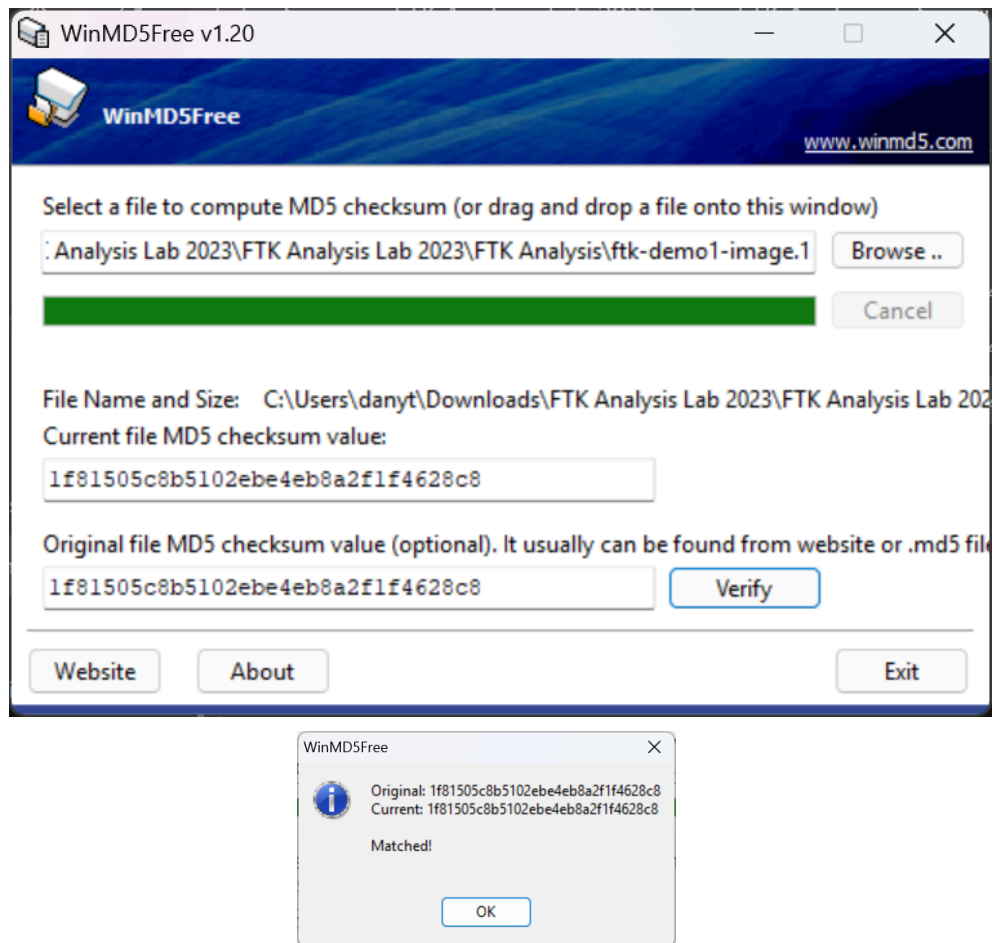 WinMD5Free v1.20
WinMD5Free
www.winmd5.com
Select a file to compute MD5 checksum (or drag and drop a file onto this window)
: Analysis Lab 2023\FTK Analysis Lab 2023\FTK Analysis\ftk-demo1-image.1 Browse ..
Cancel
File Name and Size: C:\Users\danyt\Downloads\FTK Analysis Lab 2023\FTK Analysis Lab 202
Current file MD5 checksum value:
1f81505c8b5102ebe4eb8a2f1f4628c8
Original file MD5 checksum value (optional). It usually can be found from website or .md5 file
1f81505c8b5102ebe4eb8a2f1f4628c8 Verify
Website About Exit
WinMD5Free
Original: 1f81505c8b5102ebe4eb8a2f1f4628c8
Current: 1f81505c8b5102ebe4eb8a2f1f4628c8
Matched!
OK